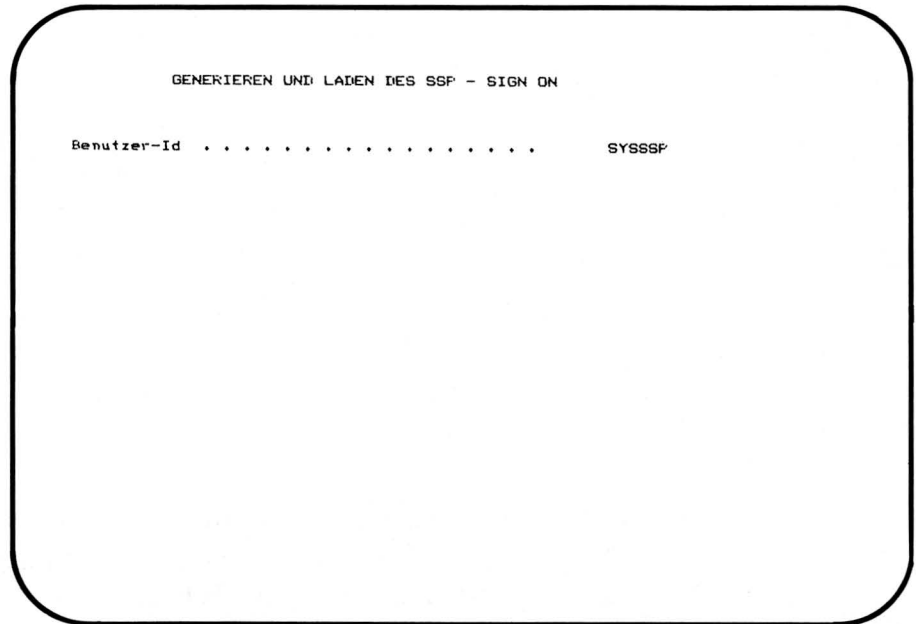 GENERIEREN UND LADEN DES SSP - SIGN ON
Benutzer-Id . . . . . . . . . . . . . . . . . SYSSSP